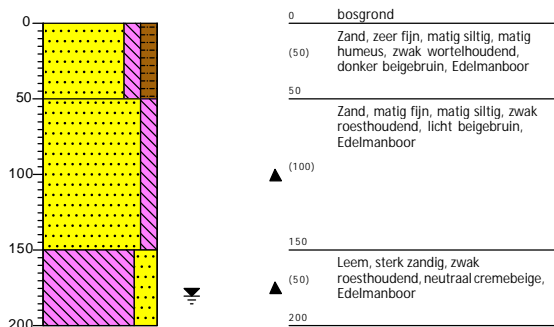 0
50
100
150
200
0 bosgrond
(50) Zand, zeer fijn, matig siltig, matig
humeus, zwak wortelhoudend,
donker beigebruin, Edelmanboor
50
Zand, matig fijn, matig siltig, zwak
roesthoudend, licht beigebruin,
Edelmanboor
(100)
150
Leem, sterk zandig, zwak
(50) roesthoudend, neutraal cremebeige,
Edelmanboor
200